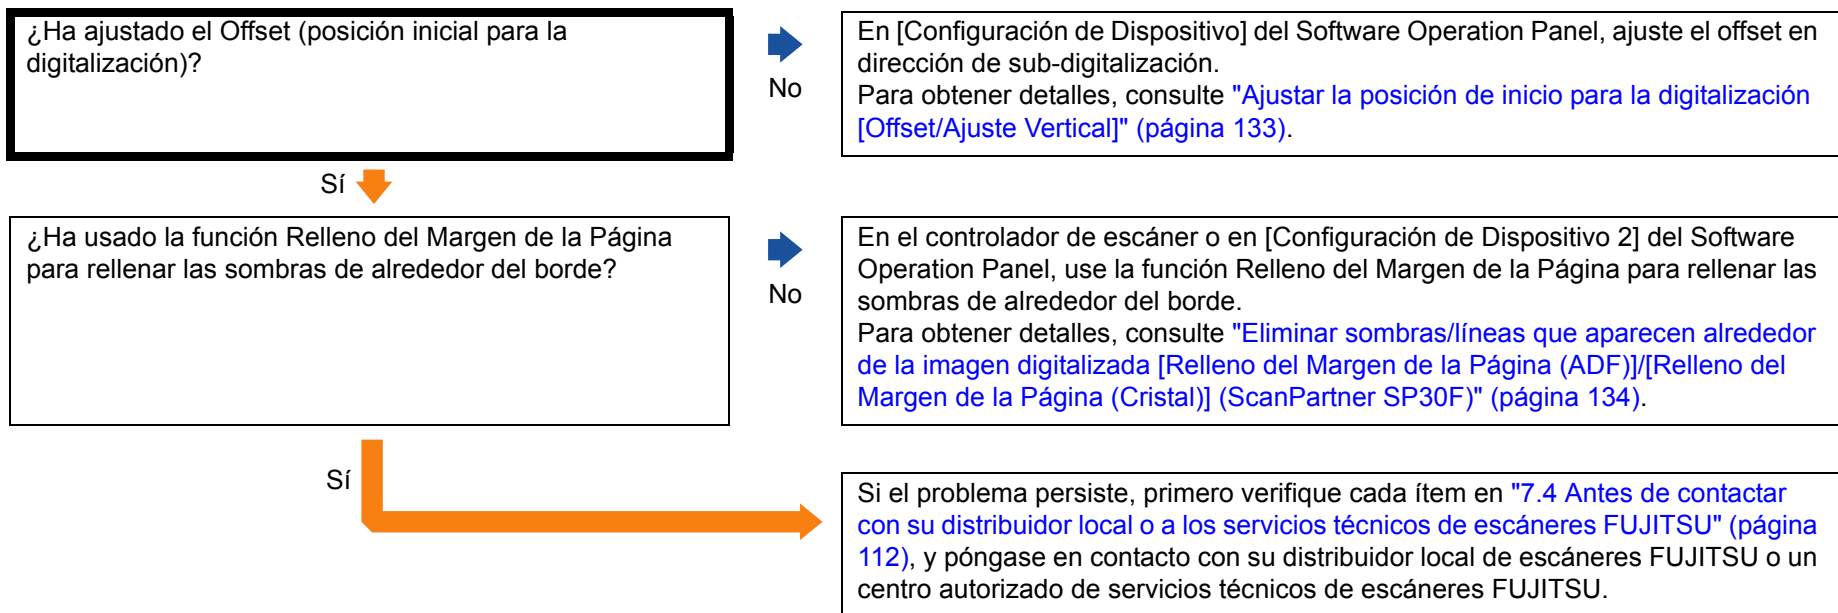 ¿Ha ajustado el Offset (posición inicial para la
digitalización)?
No
En [Configuración de Dispositivo] del Software Operation Panel, ajuste el offset en
dirección de sub-digitalización.
Para obtener detalles, consulte "Ajustar la posición de inicio para la digitalización
[Offset/Ajuste Vertical]" (página 133).
Sí
¿Ha usado la función Relleno del Margen de la Página
para rellenar las sombras de alrededor del borde?
No
En el controlador de escáner o en [Configuración de Dispositivo 2] del Software
Operation Panel, use la función Relleno del Margen de la Página para rellenar las
sombras de alrededor del borde.
Para obtener detalles, consulte "Eliminar sombras/líneas que aparecen alrededor
de la imagen digitalizada [Relleno del Margen de la Página (ADF)]/[Relleno del
Margen de la Página (Cristal)] (ScanPartner SP30F)" (página 134).
Sí
Si el problema persiste, primero verifique cada ítem en "7.4 Antes de contactar
con su distribuidor local o a los servicios técnicos de escáneres FUJITSU" (página
112), y póngase en contacto con su distribuidor local de escáneres FUJITSU o un
centro autorizado de servicios técnicos de escáneres FUJITSU.